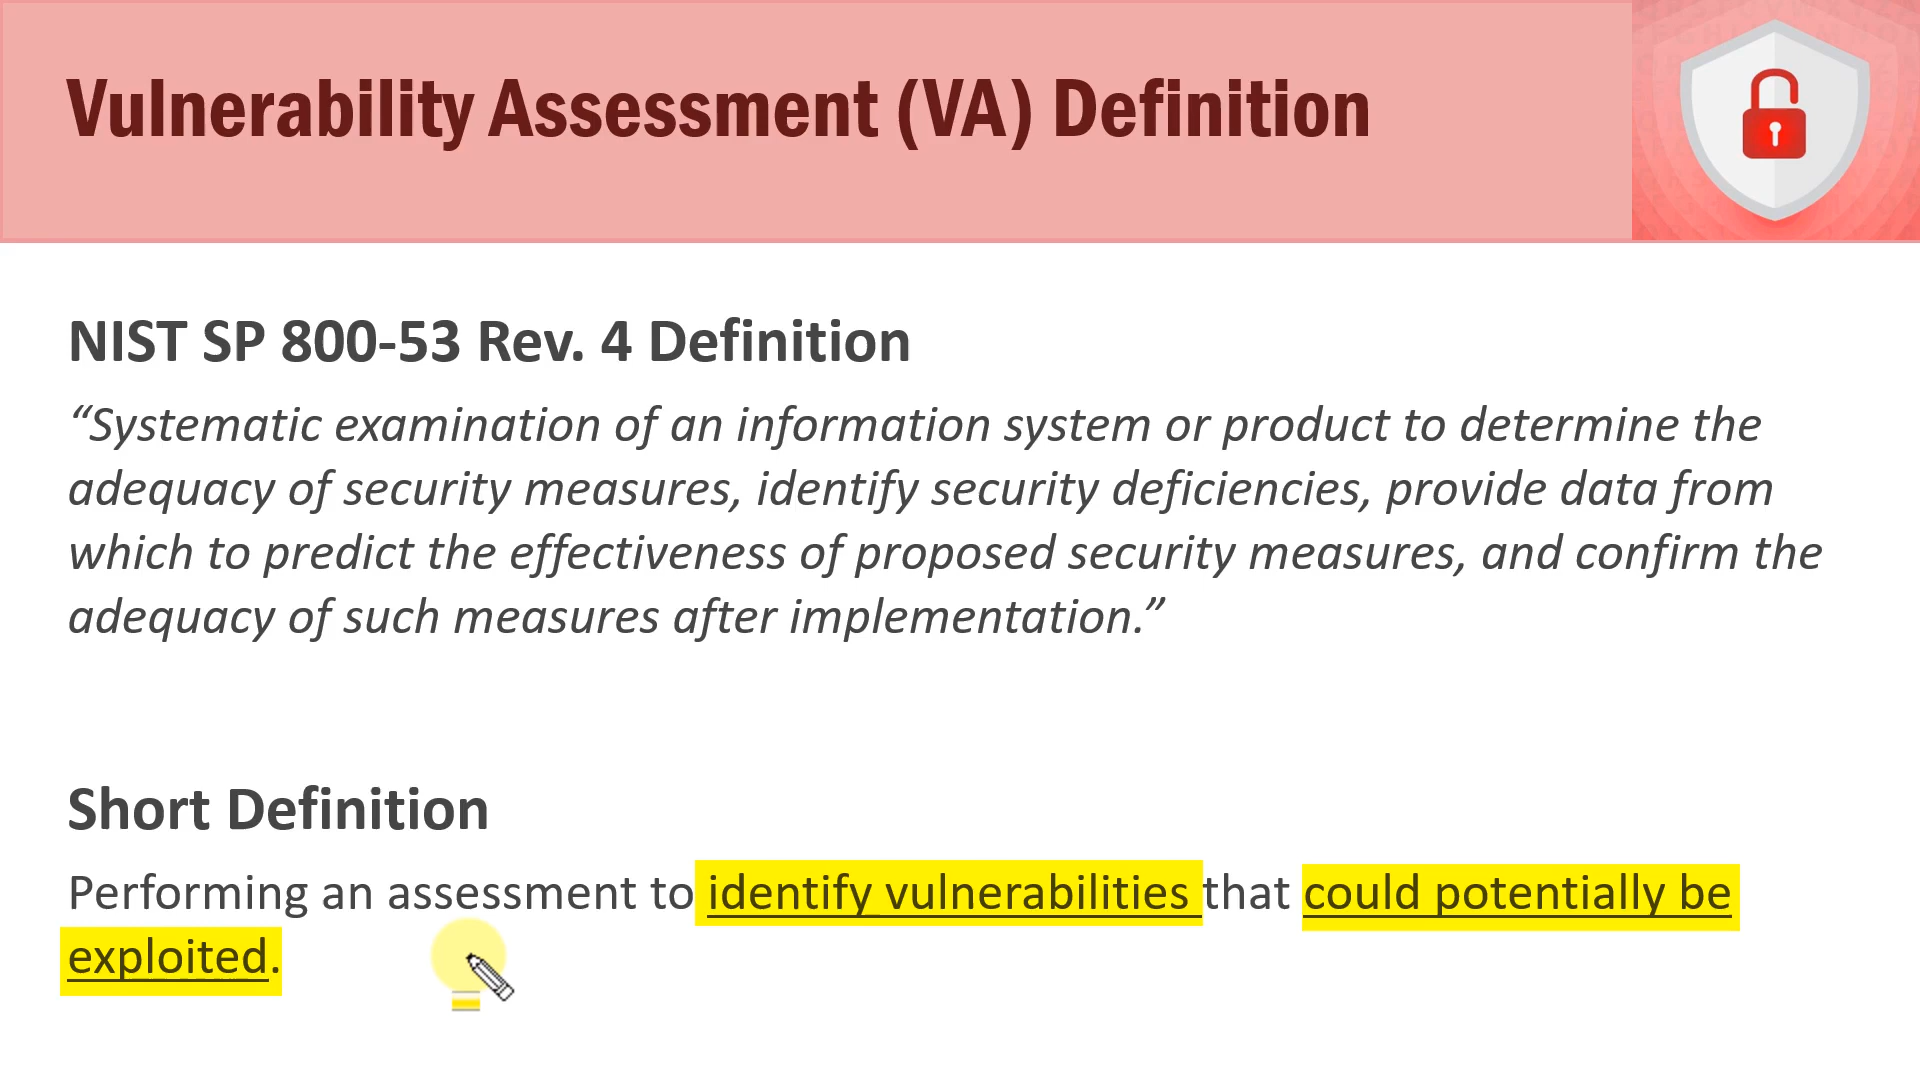 Vulnerability Assessment (VA) Definition
NIST SP 800-53 Rev. 4 Definition
“Systematic examination of an information system or product to determine the
adequacy of security measures, identify security deficiencies, provide data from
which to predict the effectiveness of proposed security measures, and confirm the
adequacy of such measures after implementation.”
Short Definition
Performing an assessment to identify vulnerabilities that could potentially be
exploited.